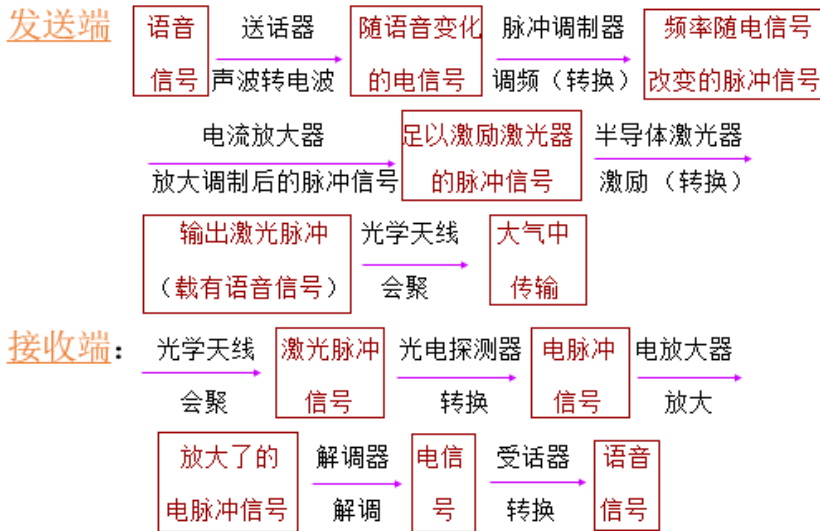 发送端 语音 送话器 随语音变化 脉冲调制器 频率随电信号
信号 声波转电波 的电信号 调频（转换） 改变的脉冲信号
电流放大器 足以激励激光器 半导体激光器
放大调制后的脉冲信号 的脉冲信号 激励（转换）
输出激光脉冲 光学天线 大气中
（载有语音信号） 会聚 传输
接收端： 光学天线 激光脉冲 光电探测器 电脉冲 电放大器
会聚 信号 转换 信号 放大
放大了的 解调器 电信 受话器 语音
电脉冲信号 解调 号 转换 信号